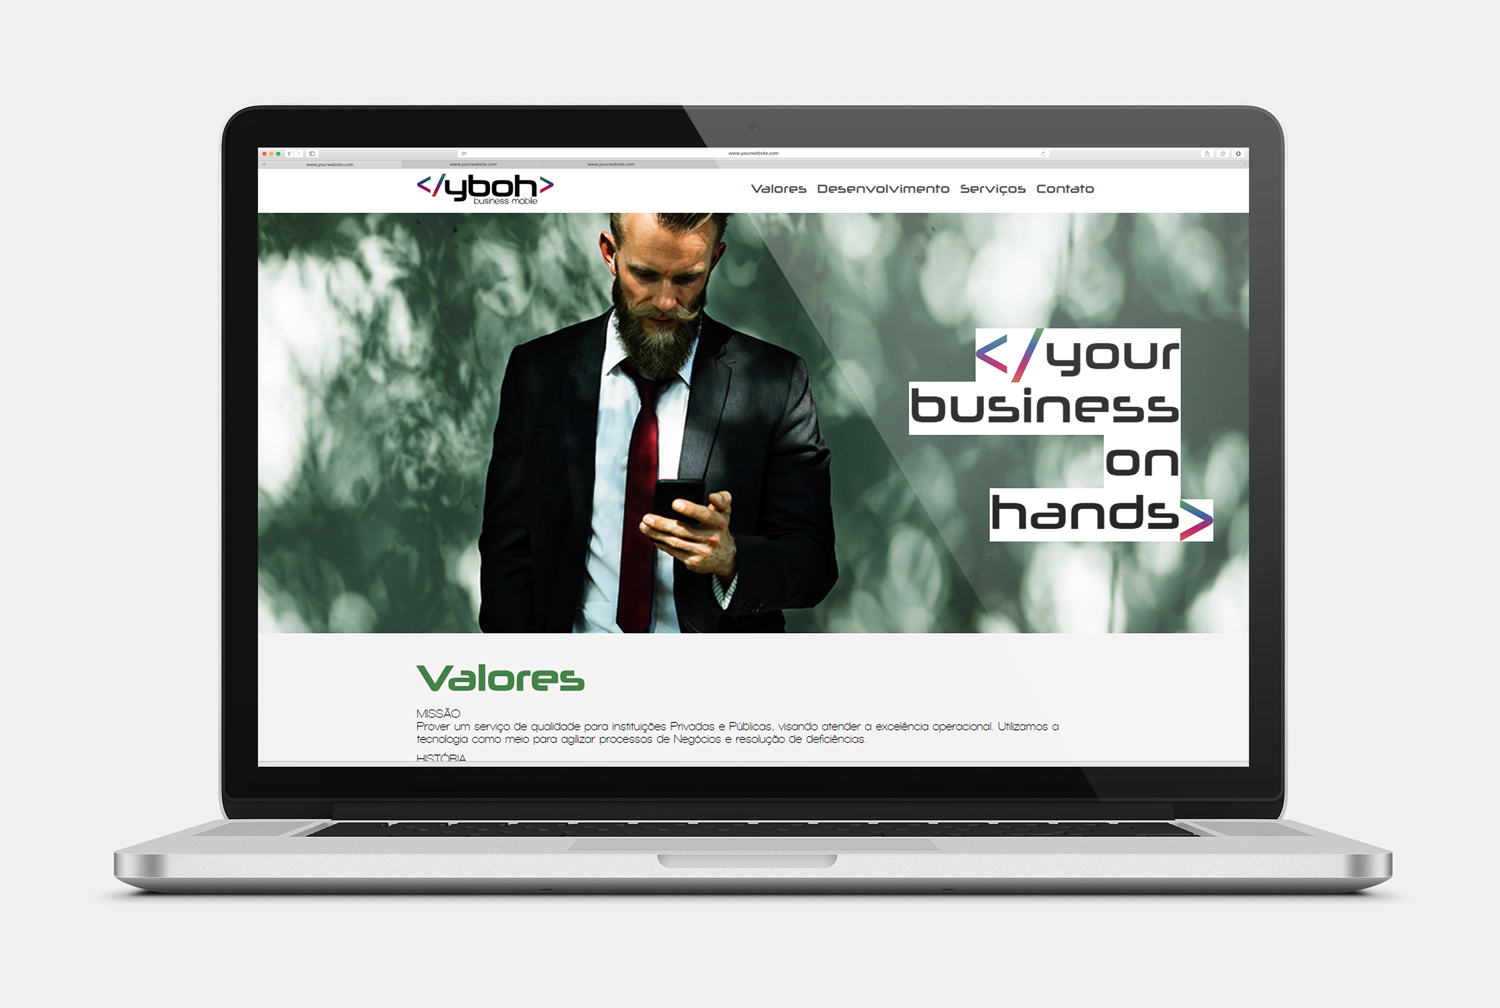 www.yourwebsite.com
www.yourwebsite.com www.yourwebsite.com www.yourwebsite.com
</yboh>
business mobile
Valores Desenvolvimento Serviços Contato
</your
business
on
hands>
Valores
MISSÃO
Prover um serviço de qualidade para instituições Privadas e Públicas, visando atender a excelência operacional. Utilizamos a
tecnologia como meio para agilizar processos de Negócios e resolução de deficiências.
HISTÓRIA